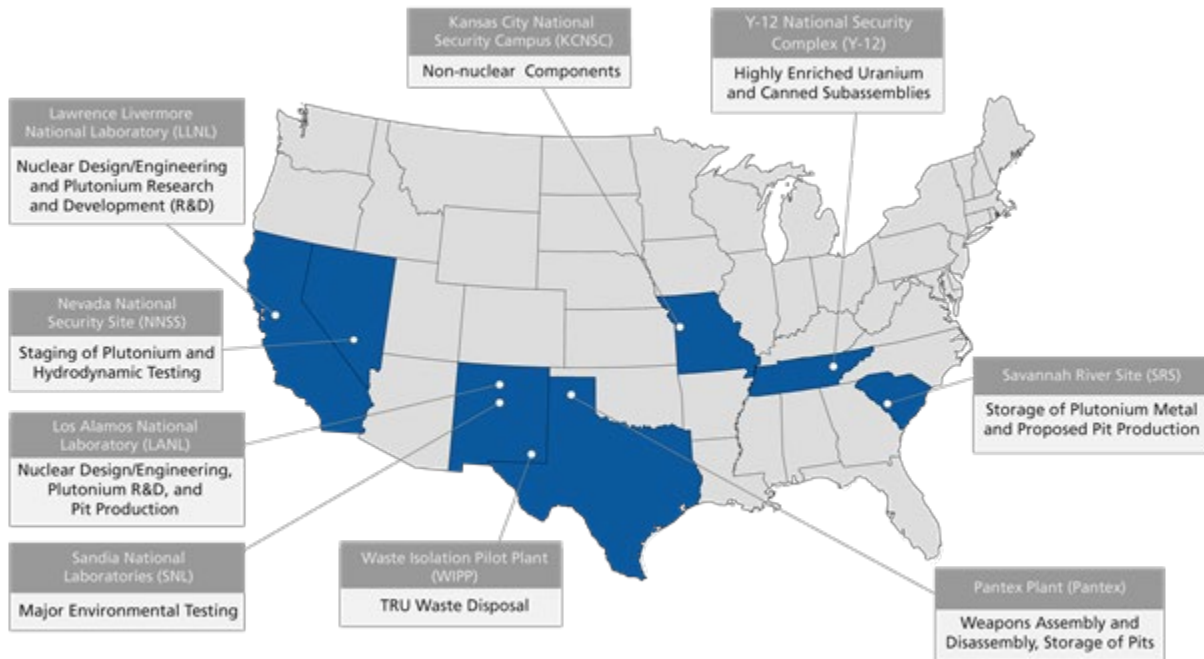 Kansas City National
Security Campus (KCNSC)
Non-nuclear Components
Y-12 National Security
Complex (Y-12)
Highly Enriched Uranium
and Canned Subassemblies
Lawrence Livermore
National Laboratory (LLNL)
Nuclear Design/Engineering
and Plutonium Research
and Development (R&D)
Nevada National
Security Site (NNSS)
Staging of Plutonium and
Hydrodynamic Testing
Los Alamos National
Laboratory (LANL)
Nuclear Design/Engineering,
Plutonium R&D, and
Pit Production
Sandia National
Laboratories (SNL)
Major Environmental Testing
Waste Isolation Pilot Plant
(WIPP)
TRU Waste Disposal
Savannah River Site (SRS)
Storage of Plutonium Metal
and Proposed Pit Production
Pantex Plant (Pantex)
Weapons Assembly and
Disassembly, Storage of Pits